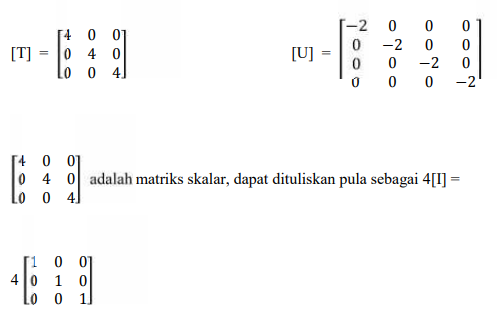 [T] = [4 0 0
0 4 0
0 0 4]
[U] = [−2 0 0 0
0 −2 0 0
0 0 −2 0
0 0 0 −2]
[4 0 0
0 4 0
0 0 4] adalah matriks skalar, dapat dituliskan pula sebagai 4[I] =
4 [1 0 0
0 1 0
0 0 1]